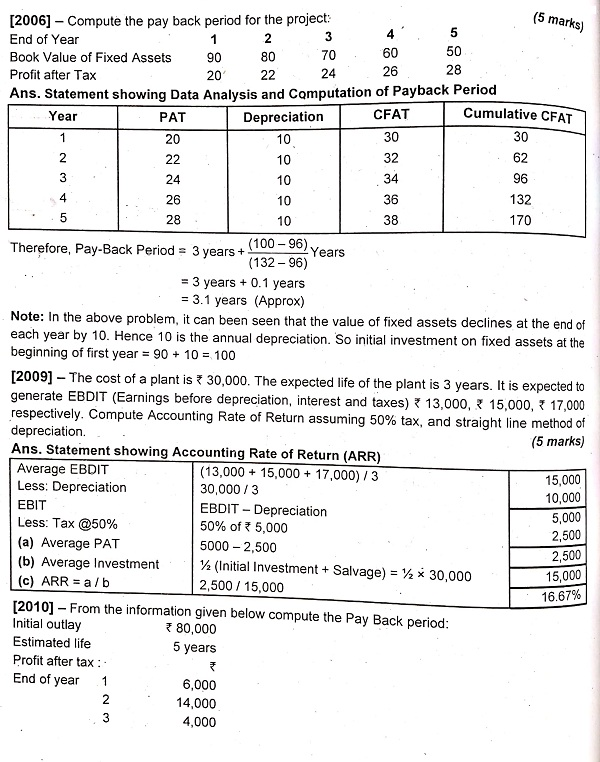 [2006] – Compute the pay back period for the project: (5 marks)
End of Year 1 2 3 4 5
Book Value of Fixed Assets 90 80 70 60 50
Profit after Tax 20 22 24 26 28
Ans. Statement showing Data Analysis and Computation of Payback Period
Year PAT Depreciation CFAT Cumulative CFAT
1 20 10 30 30
2 22 10 32 62
3 24 10 34 96
4 26 10 36 132
5 28 10 38 170
Therefore, Pay-Back Period = 3 years + (100 – 96) / (132 – 96) Years
= 3 years + 0.1 years
= 3.1 years (Approx)
Note: In the above problem, it can been seen that the value of fixed assets declines at the end of
each year by 10. Hence 10 is the annual depreciation. So initial investment on fixed assets at the
beginning of first year = 90 + 10 = 100
[2009] – The cost of a plant is ₹ 30,000. The expected life of the plant is 3 years. It is expected to
generate EBDIT (Earnings before depreciation, interest and taxes) ₹ 13,000, ₹ 15,000, ₹ 17,000
respectively. Compute Accounting Rate of Return assuming 50% tax, and straight line method of
depreciation. (5 marks)
Ans. Statement showing Accounting Rate of Return (ARR)
Average EBDIT (13,000 + 15,000 + 17,000) / 3 15,000
Less: Depreciation 30,000 / 3 10,000
EBIT EBDIT – Depreciation 5,000
Less: Tax @50% 50% of ₹ 5,000 2,500
(a) Average PAT 5000 – 2,500 2,500
(b) Average Investment ½ (Initial Investment + Salvage) = ½ × 30,000 15,000
(c) ARR = a / b 2,500 / 15,000 16.67%
[2010] – From the information given below compute the Pay Back period:
Initial outlay ₹ 80,000
Estimated life 5 years
Profit after tax : ₹
End of year 1 6,000
2 14,000
3 4,000